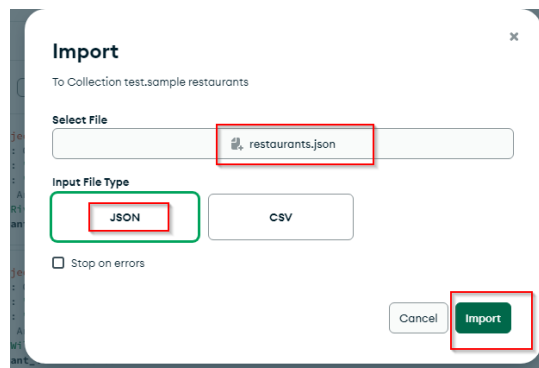 Import
×
To Collection test.sample restaurants
Select File
restaurants.json
Input File Type
JSON
CSV
Stop on errors
Cancel
Import